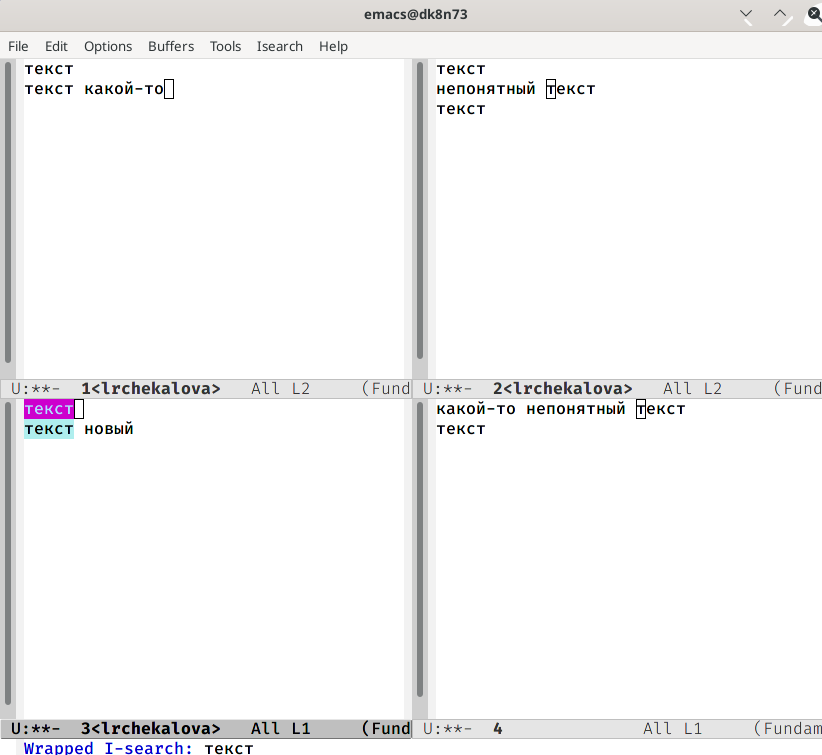 emacs@dk8n73
File Edit Options Buffers Tools Isearch Help
текст
текст какой-то
U:**- 1<lrchekalova> All L2 (Fund
текст
непонятный текст
текст
U:**- 2<lrchekalova> All L2 (Fund
текст
текст новый
U:**- 3<lrchekalova> All L1 (Fund
какой-то непонятный текст
текст
U:**- 4 All L1 (Fundam
Wrapped I-search: текст